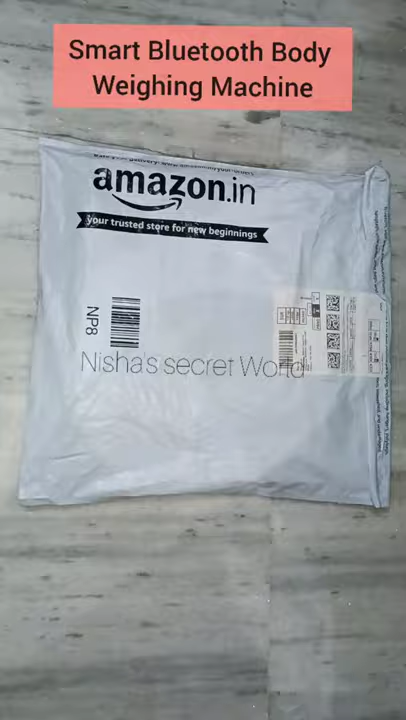 Smart Bluetooth Body
Weighing Machine
amazon.in
your trusted store for new beginnings
NP8
Nisha's secret World